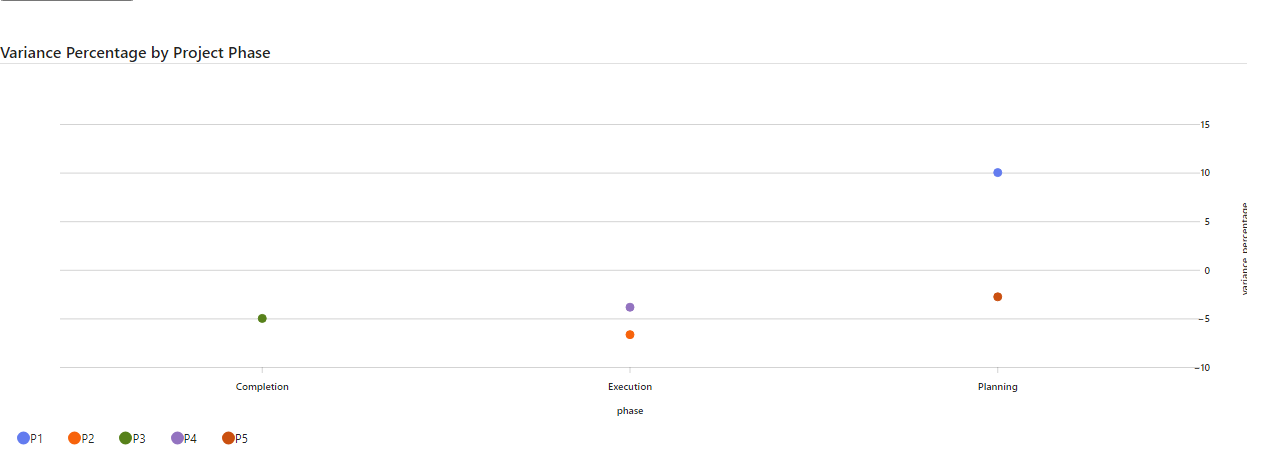 Variance Percentage by Project Phase
15
10
5
0
−5
−10
variance_percentage
Completion
Execution
Planning
phase
P1
P2
P3
P4
P5